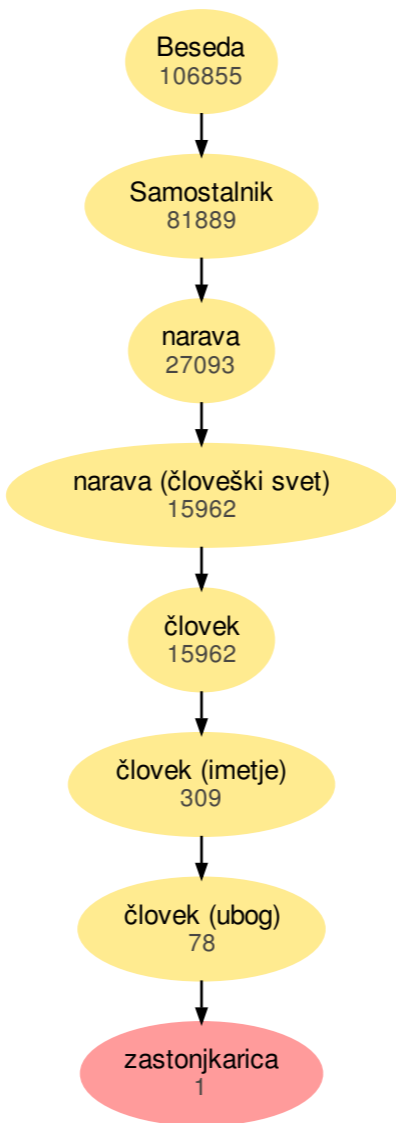 Beseda
106855
Samostalnik
81889
narava
27093
narava (človeški svet)
15962
človek
15962
človek (imetje)
309
človek (ubog)
78
zastonjkarica
1